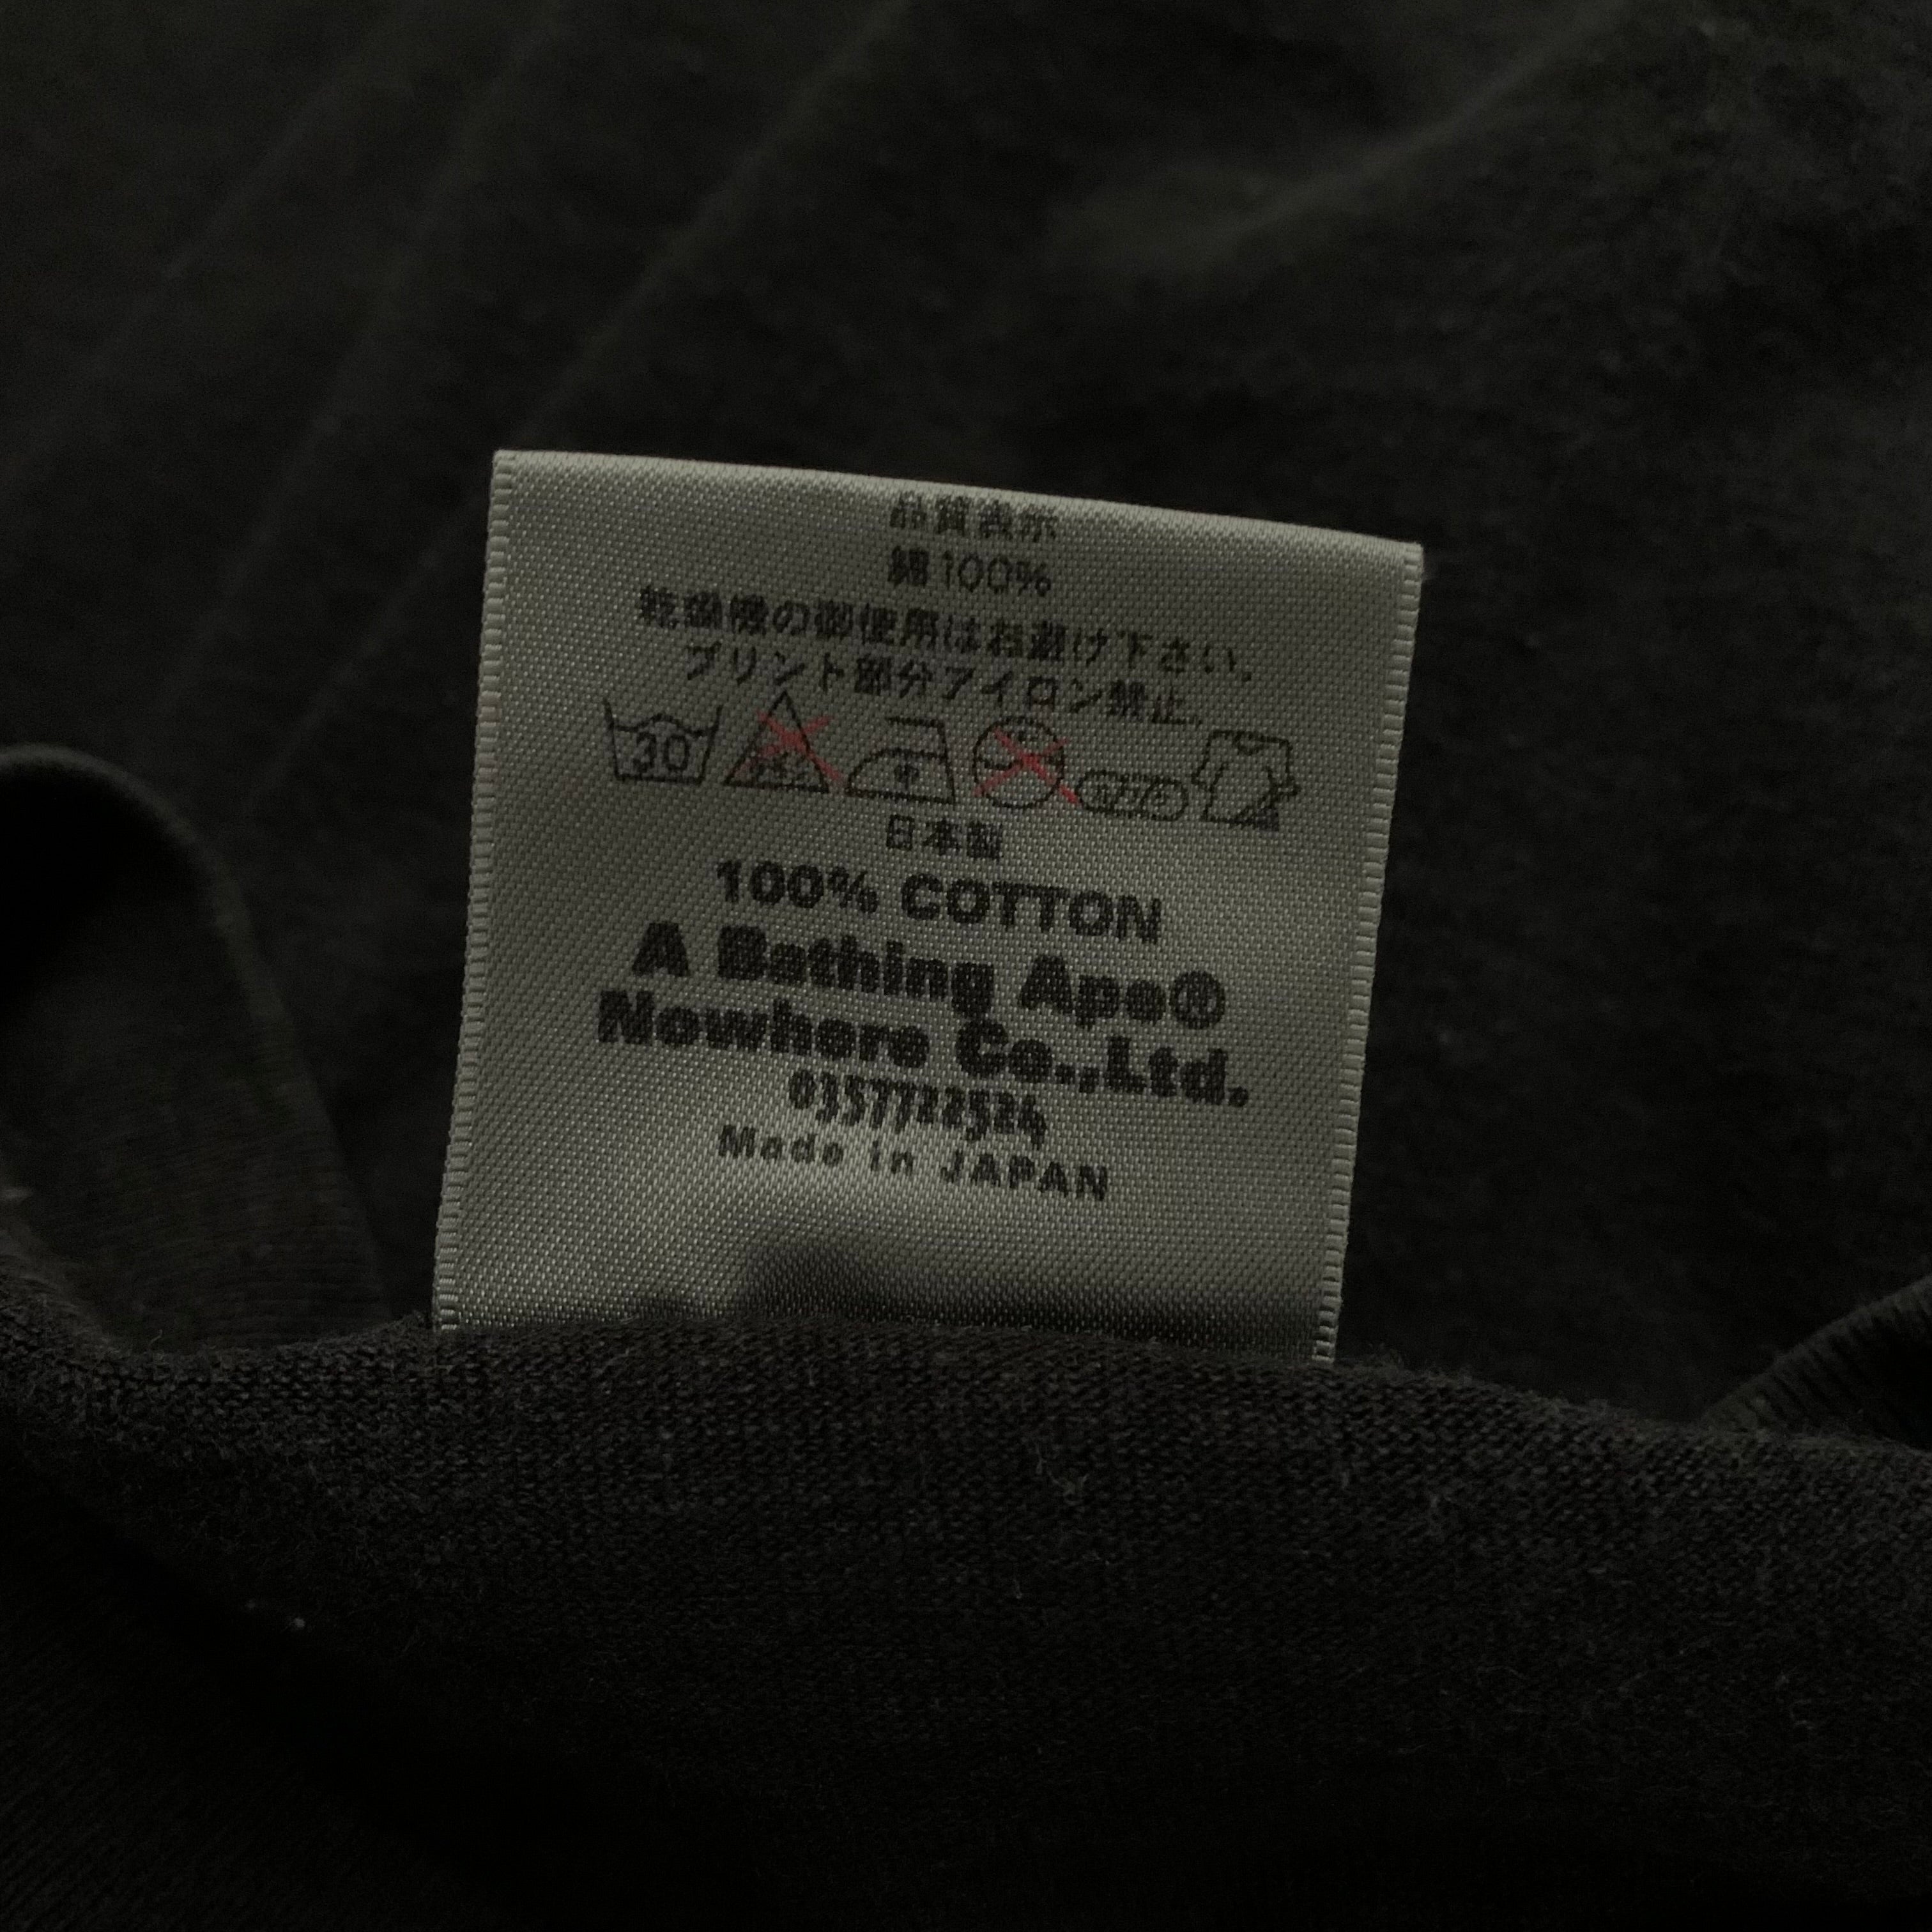 品質表示
綿100%
乾燥機の御使用はお避け下さい。
プリント部分アイロン禁止。
30
日本製
100% COTTON
A Bathing Ape®
Nowhere Co.,Ltd.
0357722524
Made in JAPAN